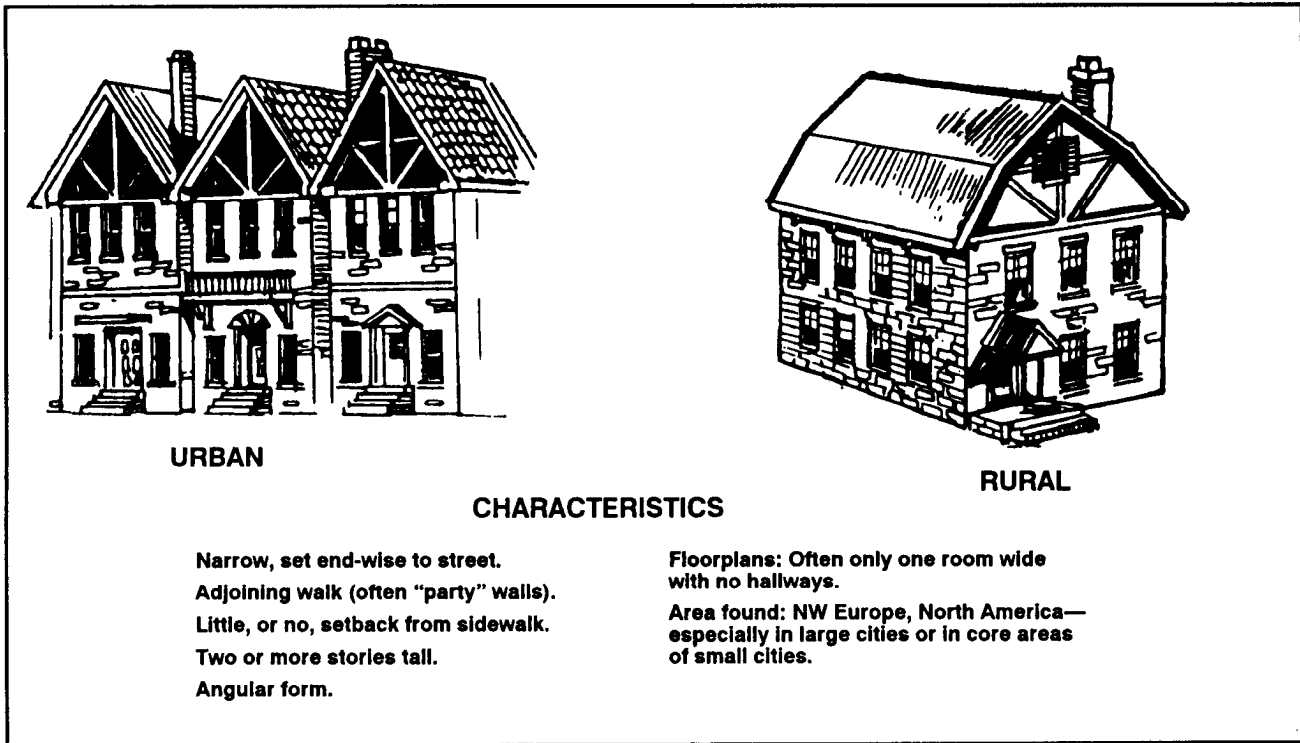 URBAN
RURAL
CHARACTERISTICS
Narrow, set end-wise to street.
Adjoining walk (often "party" walls).
Little, or no, setback from sidewalk.
Two or more stories tall.
Angular form.
Floorplans: Often only one room wide
with no hallways.
Area found: NW Europe, North America—
especially in large cities or in core areas
of small cities.